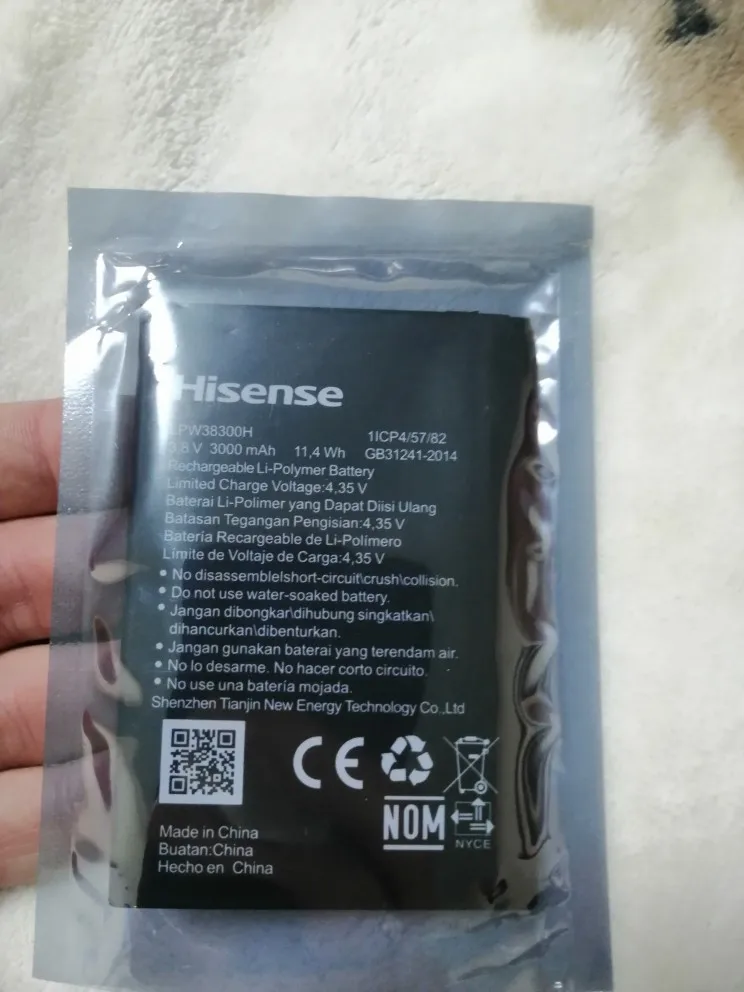 Hisense
LPW38300H 1ICP4/57/82
3,8 V 3000 mAh 11,4 Wh GB31241-2014
Rechargeable Li-Polymer Battery
Limited Charge Voltage:4,35 V
Baterai Li-Polimer yang Dapat Diisi Ulang
Batasan Tegangan Pengisian:4,35 V
Batería Recargeable de Li-Polímero
Límite de Voltaje de Carga:4,35 V
• No disassemble\short-circuit\crush\collision.
• Do not use water-soaked battery.
• Jangan dibongkar\dihubung singkatkan\
dihancurkan\dibenturkan.
• Jangan gunakan baterai yang terendam air.
• No lo desarme. No hacer corto circuito.
• No use una batería mojada.
Shenzhen Tianjin New Energy Technology Co.,Ltd
CE
NOM
NYCE
Made in China
Buatan:China
Hecho en China